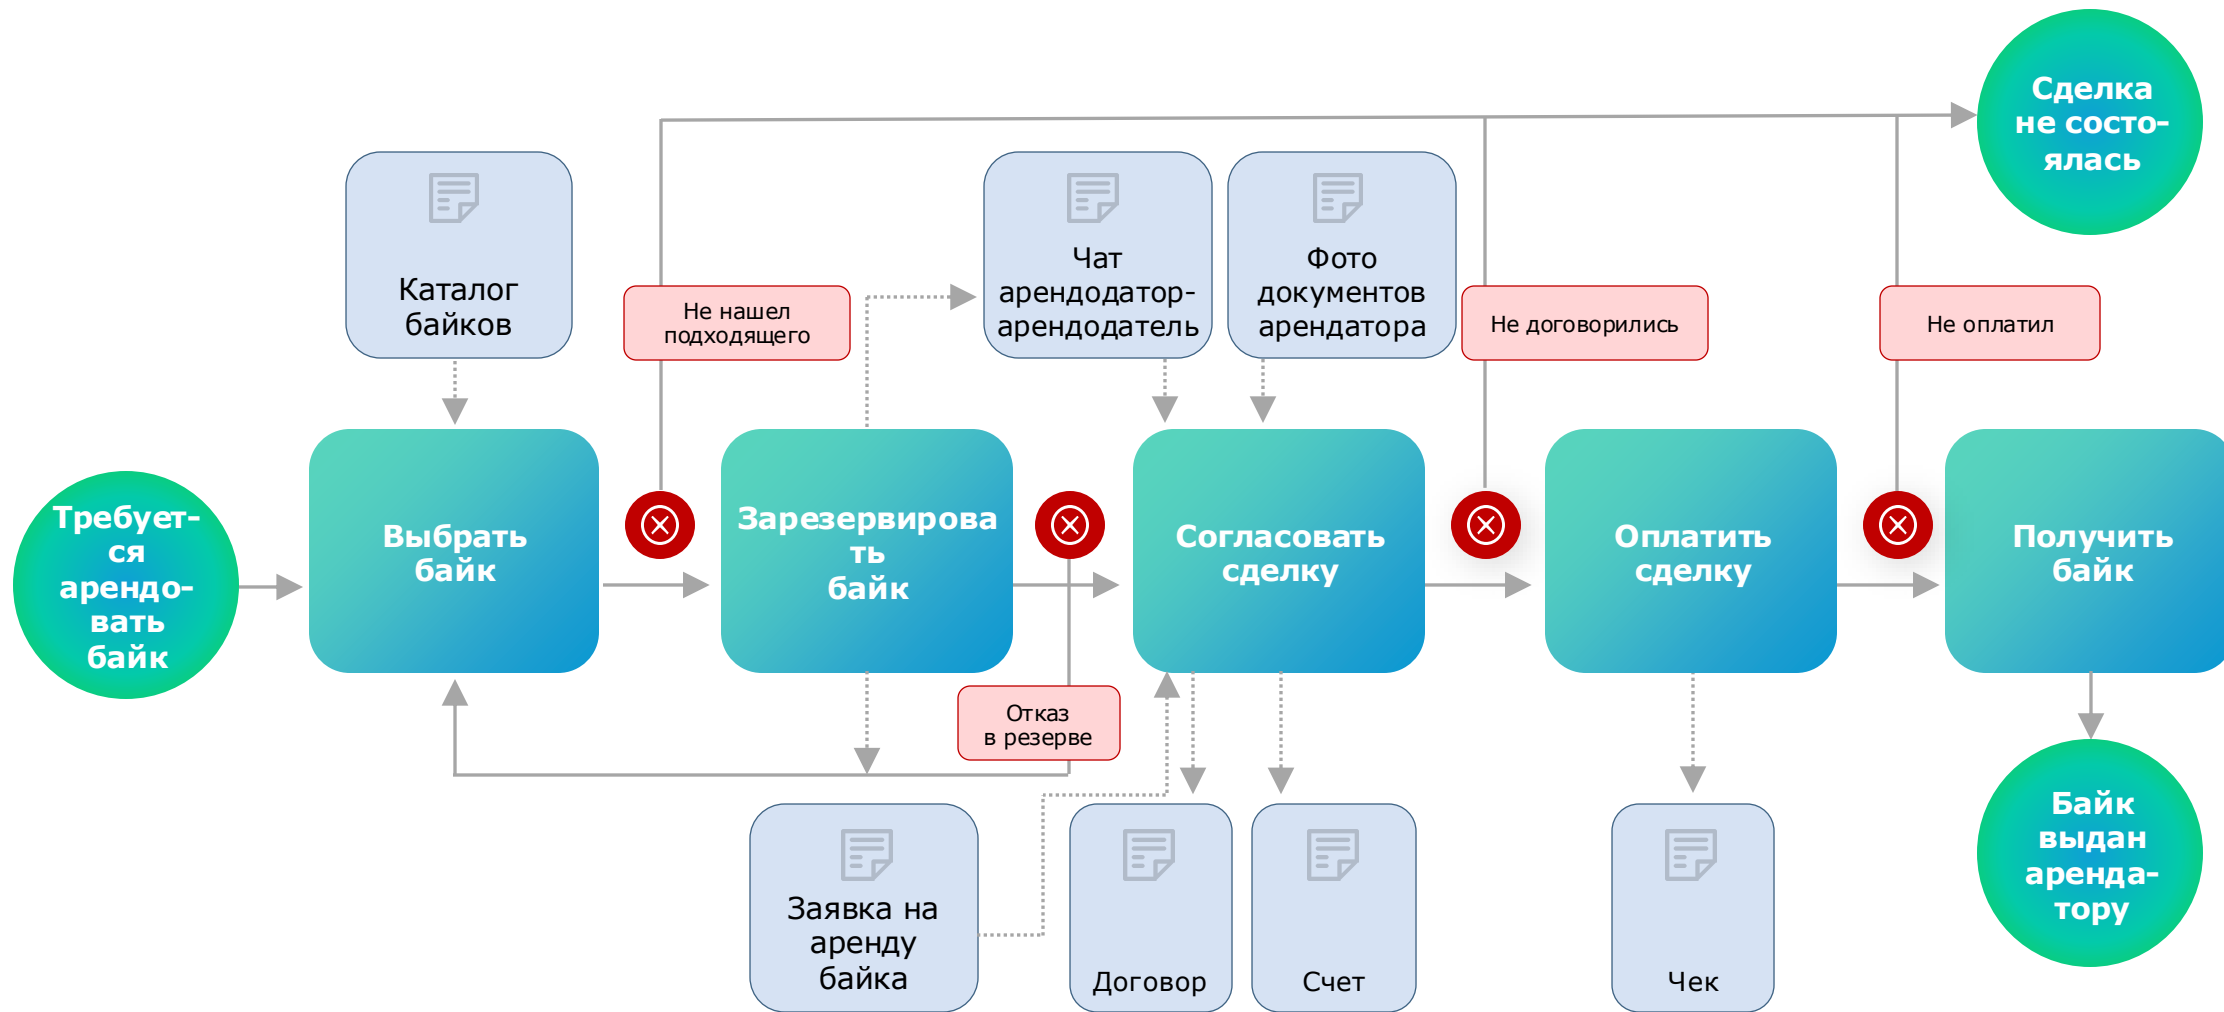 Сделка
не состо-
ялась
Каталог
байков
Не нашел
подходящего
Чат
арендодатор-
арендодатель
Фото
документов
арендатора
Не договорились
Не оплатил
Требует-
ся
арендо-
вать
байк
Выбрать
байк
Зарезервирова
ть
байк
Согласовать
сделку
Оплатить
сделку
Получить
байк
Отказ
в резерве
Заявка на
аренду
байка
Договор
Счет
Чек
Байк
выдан
аренда-
тору